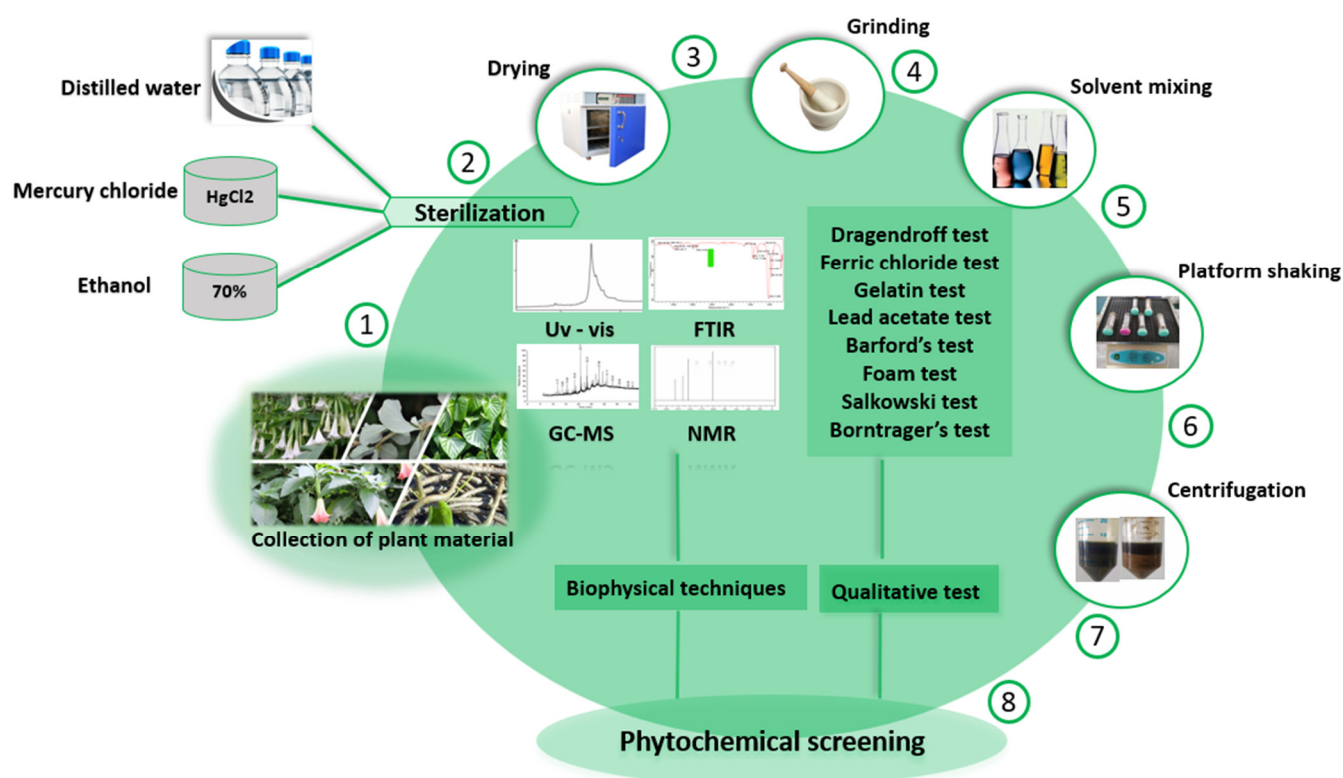 Grinding
Drying
3
4
Distilled water
Solvent mixing
2
Mercury chloride
HgCl2
Sterilization
5
Ethanol
70%
1
Dragendroff test
Ferric chloride test
Gelatin test
Lead acetate test
Barford's test
Foam test
Salkowski test
Borntrager's test
Platform shaking
Uv - vis
FTIR
GC-MS
NMR
6
Collection of plant material
Centrifugation
Biophysical techniques
Qualitative test
7
8
Phytochemical screening